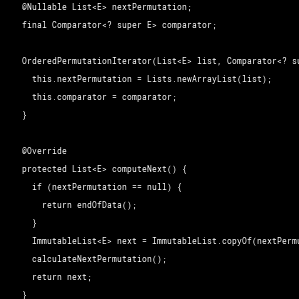 @Nullable List<E> nextPermutation;
final Comparator<? super E> comparator;
OrderedPermutationIterator(List<E> list, Comparator<? su
this.nextPermutation = Lists.newArrayList(list);
this.comparator = comparator;
}
@Override
protected List<E> computeNext() {
if (nextPermutation == null) {
return endOfData();
}
ImmutableList<E> next = ImmutableList.copyOf(nextPermu
calculateNextPermutation();
return next;
}